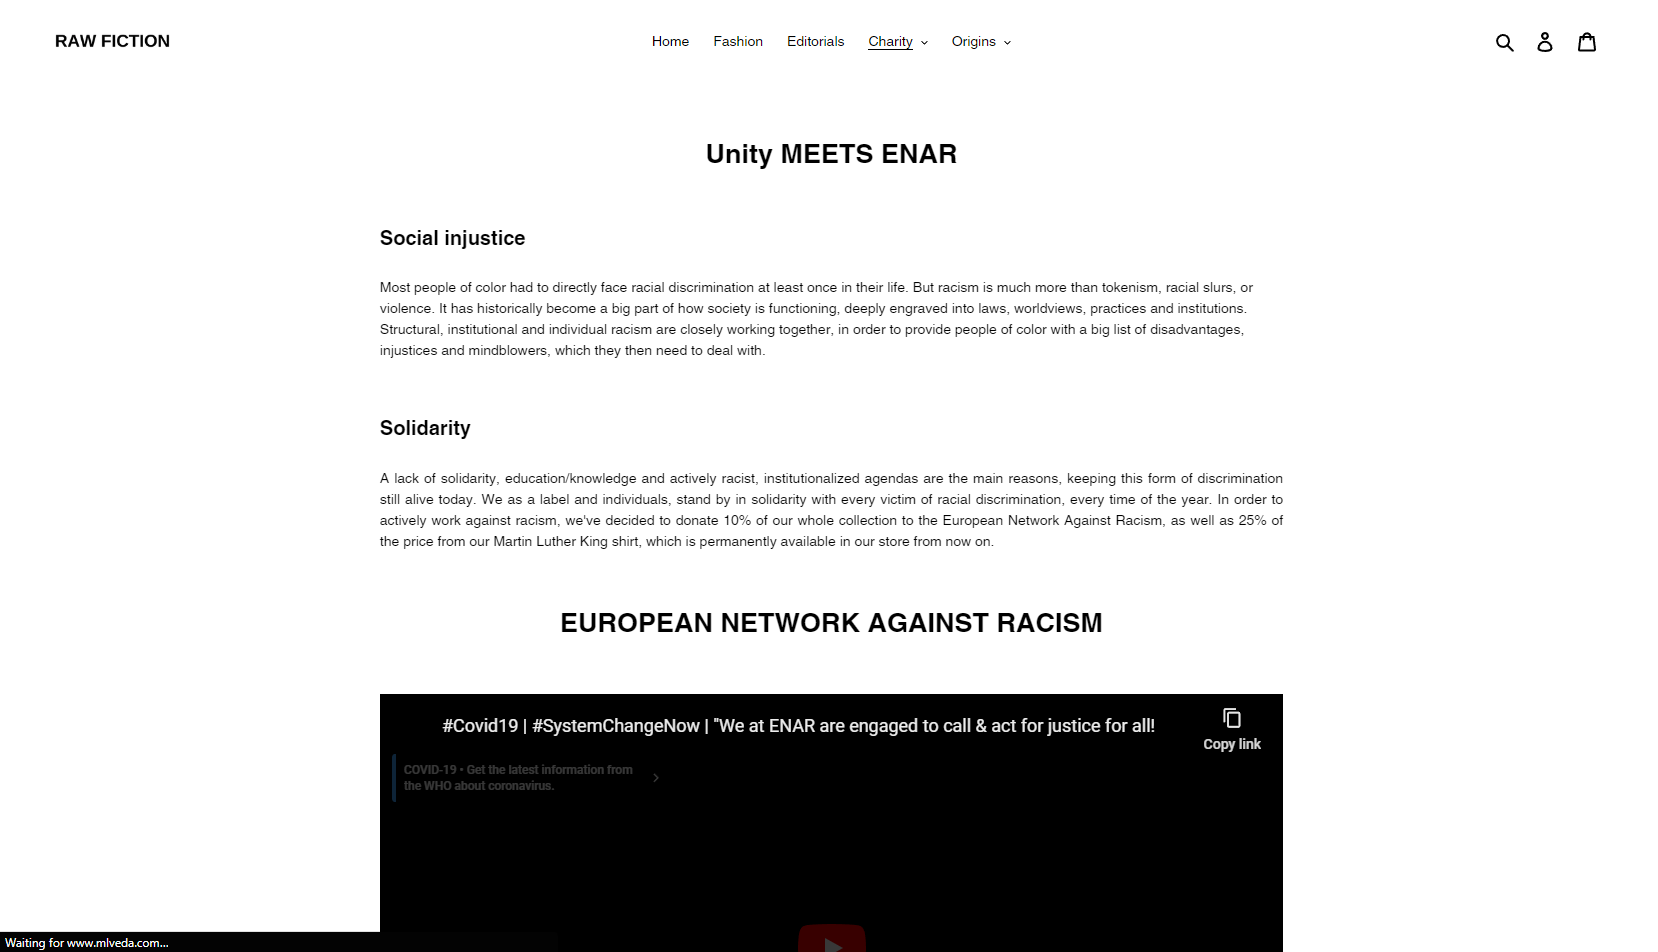 RAW FICTION
Home Fashion Editorials Charity Origins
Unity MEETS ENAR
Social injustice
Most people of color had to directly face racial discrimination at least once in their life. But racism is much more than tokenism, racial slurs, or
violence. It has historically become a big part of how society is functioning, deeply engraved into laws, worldviews, practices and institutions.
Structural, institutional and individual racism are closely working together, in order to provide people of color with a big list of disadvantages,
injustices and mindblowers, which they then need to deal with.
Solidarity
A lack of solidarity, education/knowledge and actively racist, institutionalized agendas are the main reasons, keeping this form of discrimination
still alive today. We as a label and individuals, stand by in solidarity with every victim of racial discrimination, every time of the year. In order to
actively work against racism, we've decided to donate 10% of our whole collection to the European Network Against Racism, as well as 25% of
the price from our Martin Luther King shirt, which is permanently available in our store from now on.
EUROPEAN NETWORK AGAINST RACISM
#Covid19 | #SystemChangeNow | "We at ENAR are engaged to call & act for justice for all!
Copy link
COVID-19 • Get the latest information from
the WHO about coronavirus.
Waiting for www.mlveda.com...